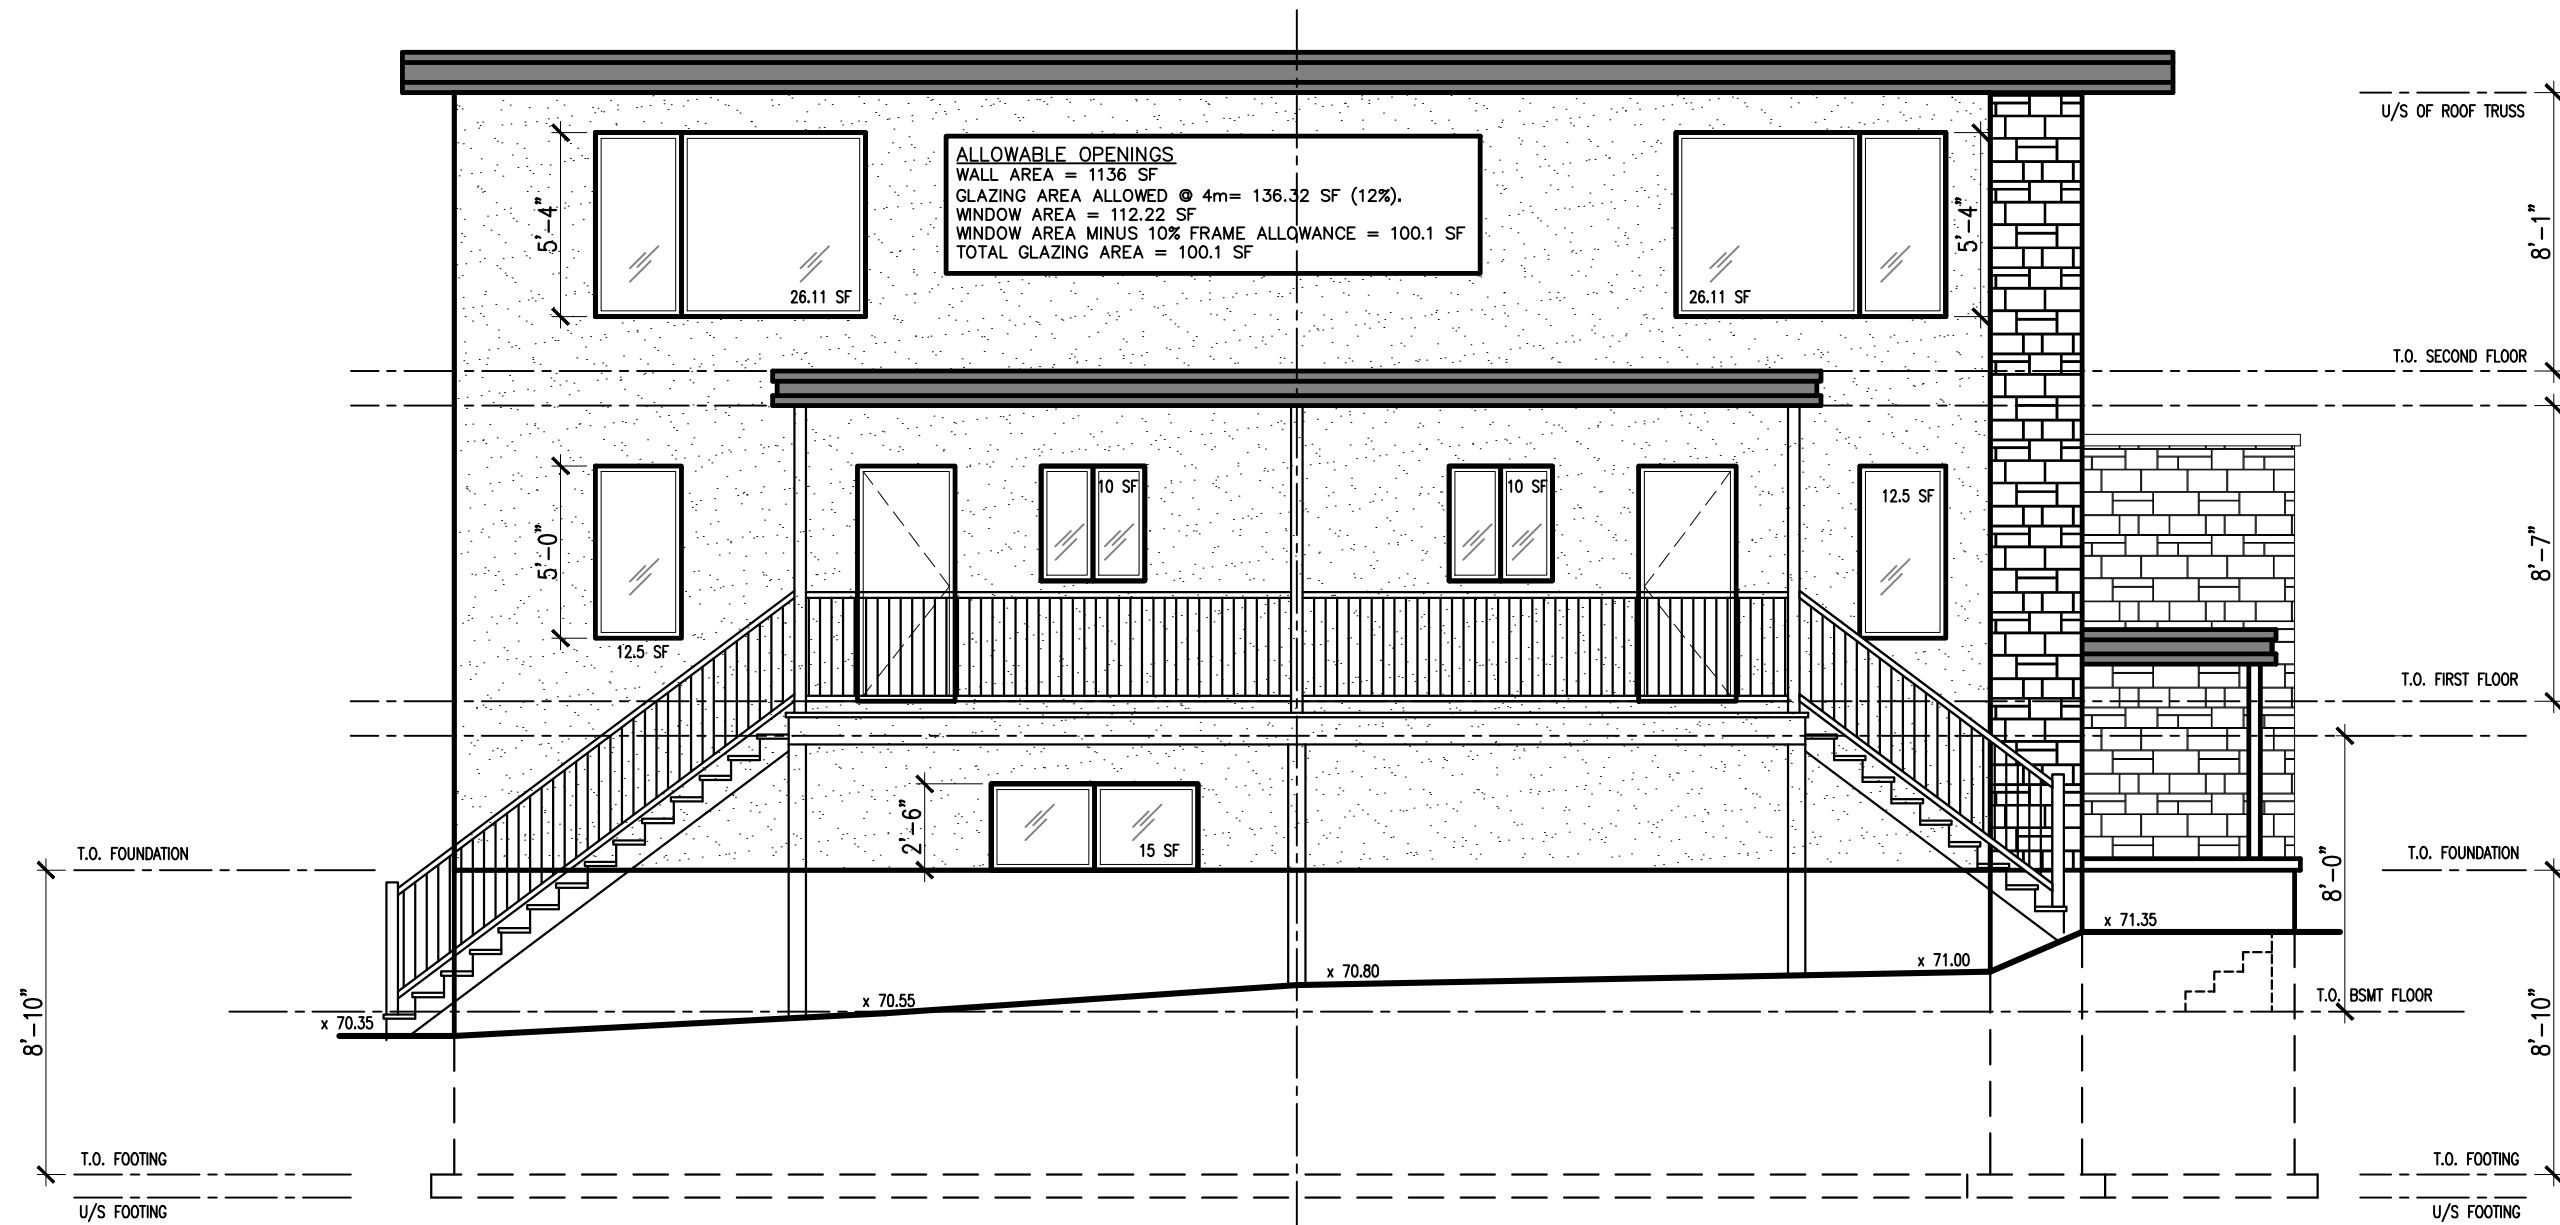 U/S OF ROOF TRUSS
ALLOWABLE OPENINGS
WALL AREA = 1136 SF
GLAZING AREA ALLOWED @ 4m= 136.32 SF (12%).
WINDOW AREA = 112.22 SF
WINDOW AREA MINUS 10% FRAME ALLOWANCE = 100.1 SF
TOTAL GLAZING AREA = 100.1 SF
5'-4"
5'-4"
8'-1"
26.11 SF
26.11 SF
T.O. SECOND FLOOR
10 SF
10 SF
12.5 SF
5'-0"
8'-7"
12.5 SF
T.O. FIRST FLOOR
2'-6"
15 SF
T.O. FOUNDATION
T.O. FOUNDATION
8'-0"
x 71.35
x 71.00
x 70.80
x 70.55
x 70.35
T.O. BSMT FLOOR
8'-10"
8'-10"
T.O. FOOTING
T.O. FOOTING
U/S FOOTING
U/S FOOTING